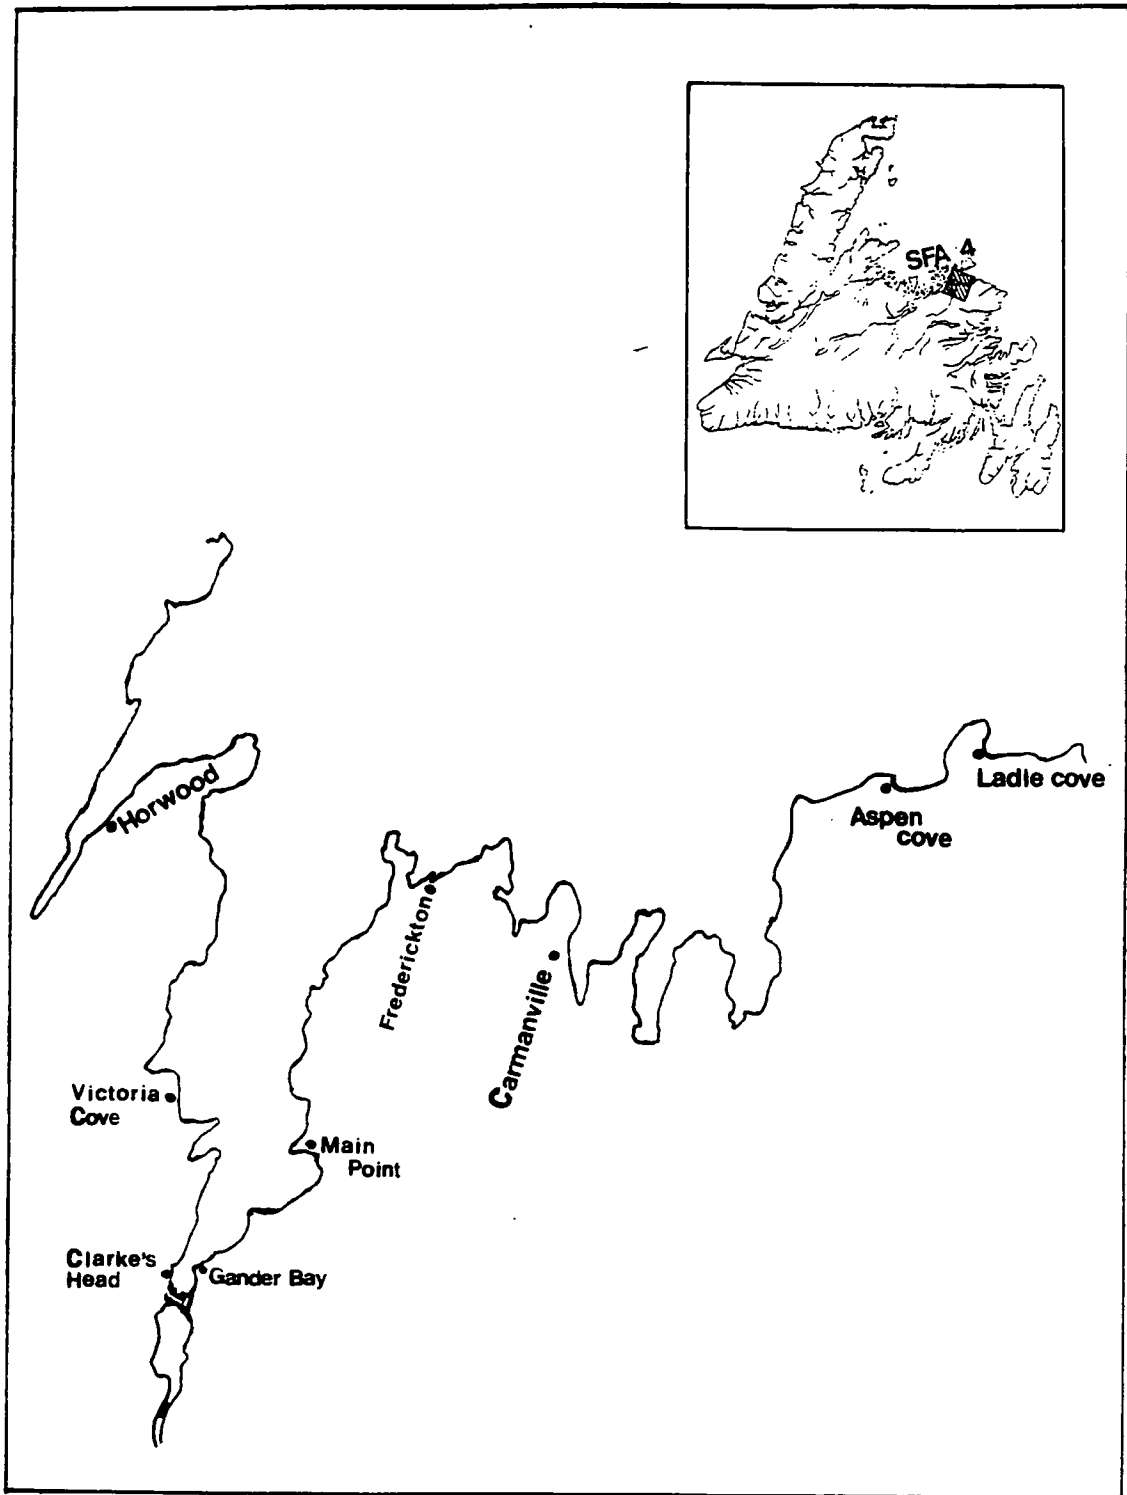 SFA 4
Horwood
Ladle cove
Aspen
cove
Frederickton
Carmanville
Victoria
Cove
Main
Point
Clarke's
Head
Gander Bay